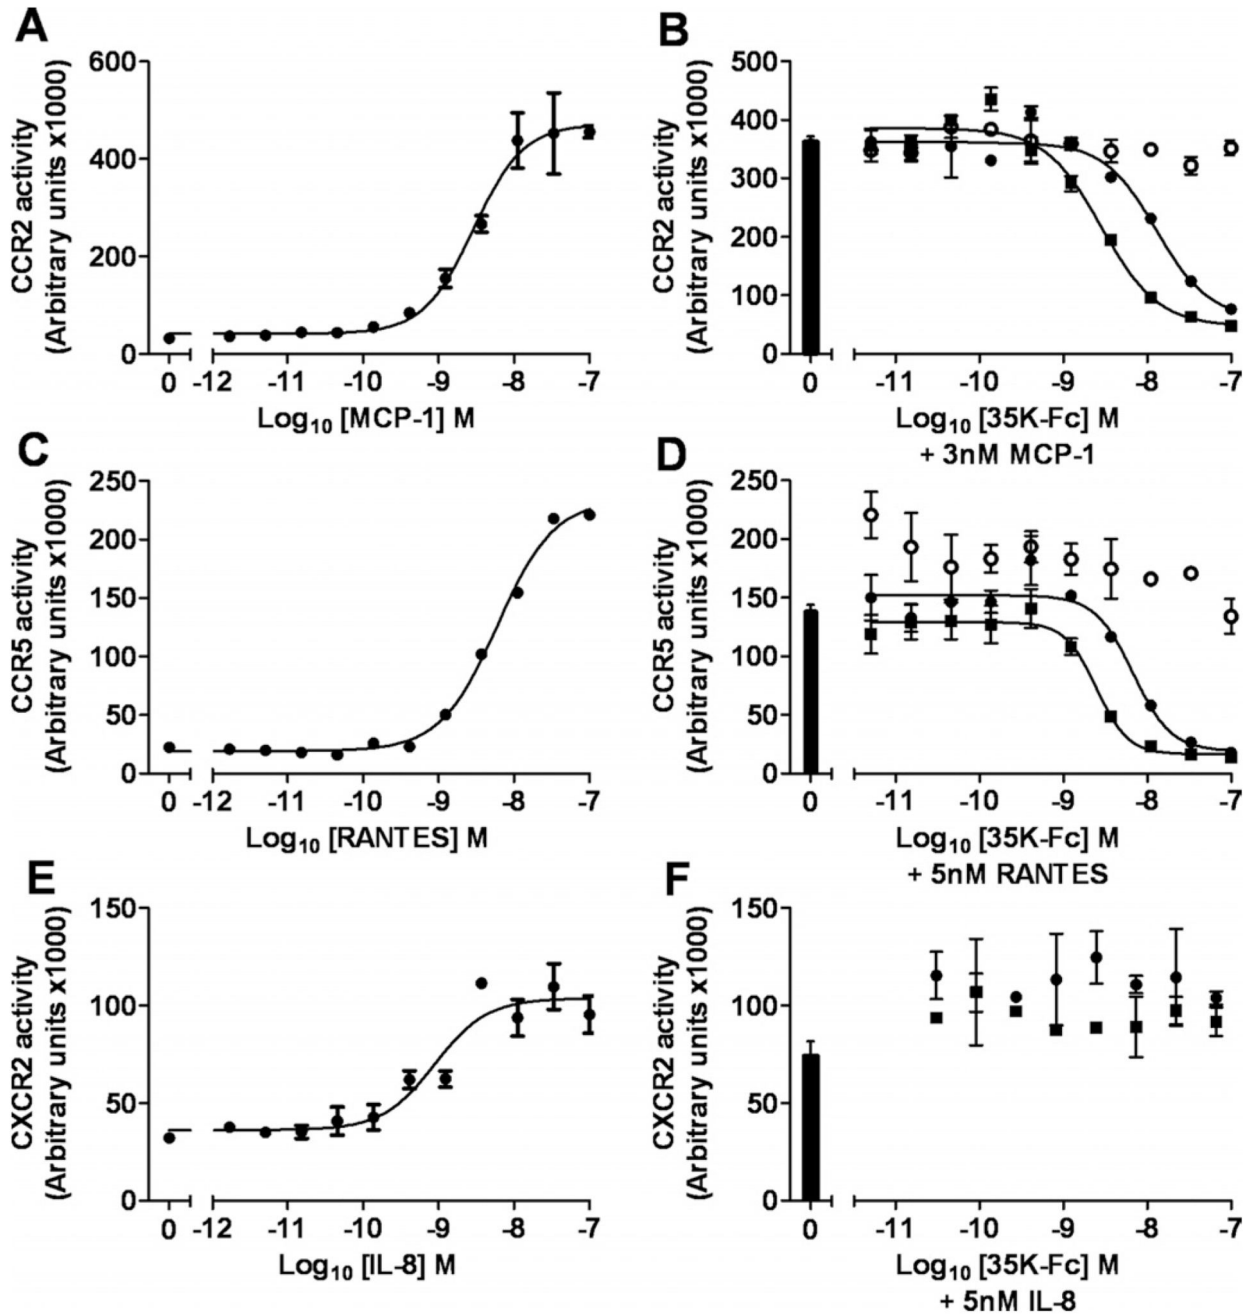 A
CCR2 activity
(Arbitrary units x1000)
600
400
200
0
0 -12 -11 -10 -9 -8 -7
Log10 [MCP-1] M
B
CCR2 activity
(Arbitrary units x1000)
500
400
300
200
100
0
0 -11 -10 -9 -8 -7
Log10 [35K-Fc] M
+ 3nM MCP-1
C
CCR5 activity
(Arbitrary units x1000)
250
200
150
100
50
0
0 -12 -11 -10 -9 -8 -7
Log10 [RANTES] M
D
CCR5 activity
(Arbitrary units x1000)
250
200
150
100
50
0
0 -11 -10 -9 -8 -7
Log10 [35K-Fc] M
+ 5nM RANTES
E
CXCR2 activity
(Arbitrary units x1000)
150
100
50
0
0 -12 -11 -10 -9 -8 -7
Log10 [IL-8] M
F
CXCR2 activity
(Arbitrary units x1000)
150
100
50
0
0 -11 -10 -9 -8 -7
Log10 [35K-Fc] M
+ 5nM IL-8